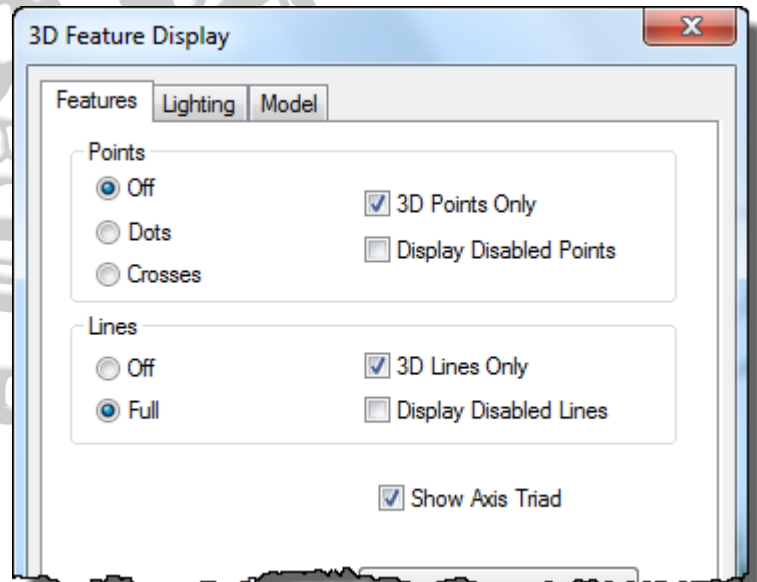 3D Feature Display
Features Lighting Model
Points
Off
Dots
Crosses
3D Points Only
Display Disabled Points
Lines
Off
Full
3D Lines Only
Display Disabled Lines
Show Axis Triad